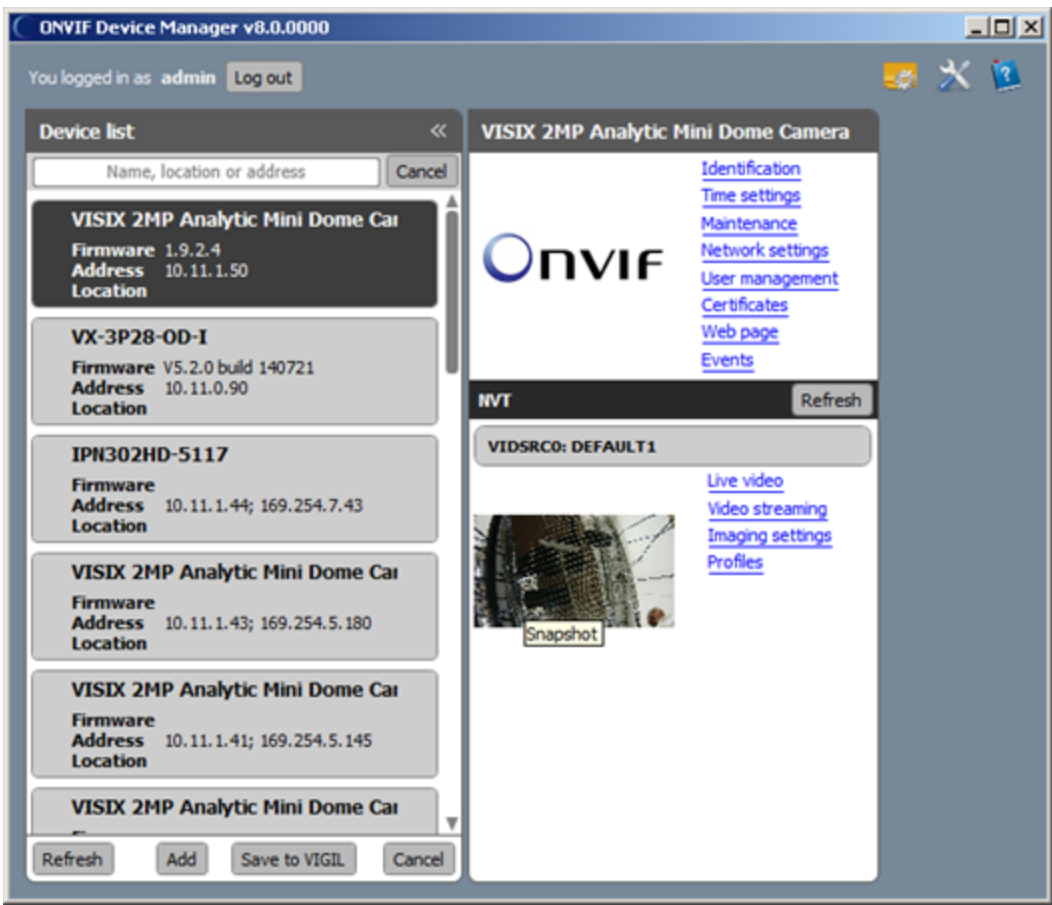 ONVIF Device Manager v8.0.0000
You logged in as admin Log out
Device list
Name, location or address Cancel
VISIX 2MP Analytic Mini Dome Car
Firmware 1.9.2.4
Address 10.11.1.50
Location
VX-3P28-OD-I
Firmware V5.2.0 build 140721
Address 10.11.0.90
Location
IPN302HD-5117
Firmware
Address 10.11.1.44; 169.254.7.43
Location
VISIX 2MP Analytic Mini Dome Car
Firmware
Address 10.11.1.43; 169.254.5.180
Location
VISIX 2MP Analytic Mini Dome Car
Firmware
Address 10.11.1.41; 169.254.5.145
Location
VISIX 2MP Analytic Mini Dome Car
Refresh Add Save to VIGIL Cancel
VISIX 2MP Analytic Mini Dome Camera
ONVIF
Identification
Time settings
Maintenance
Network settings
User management
Certificates
Web page
Events
NVT Refresh
VIDSRC0: DEFAULT1
Live video
Video streaming
Imaging settings
Profiles
Snapshot